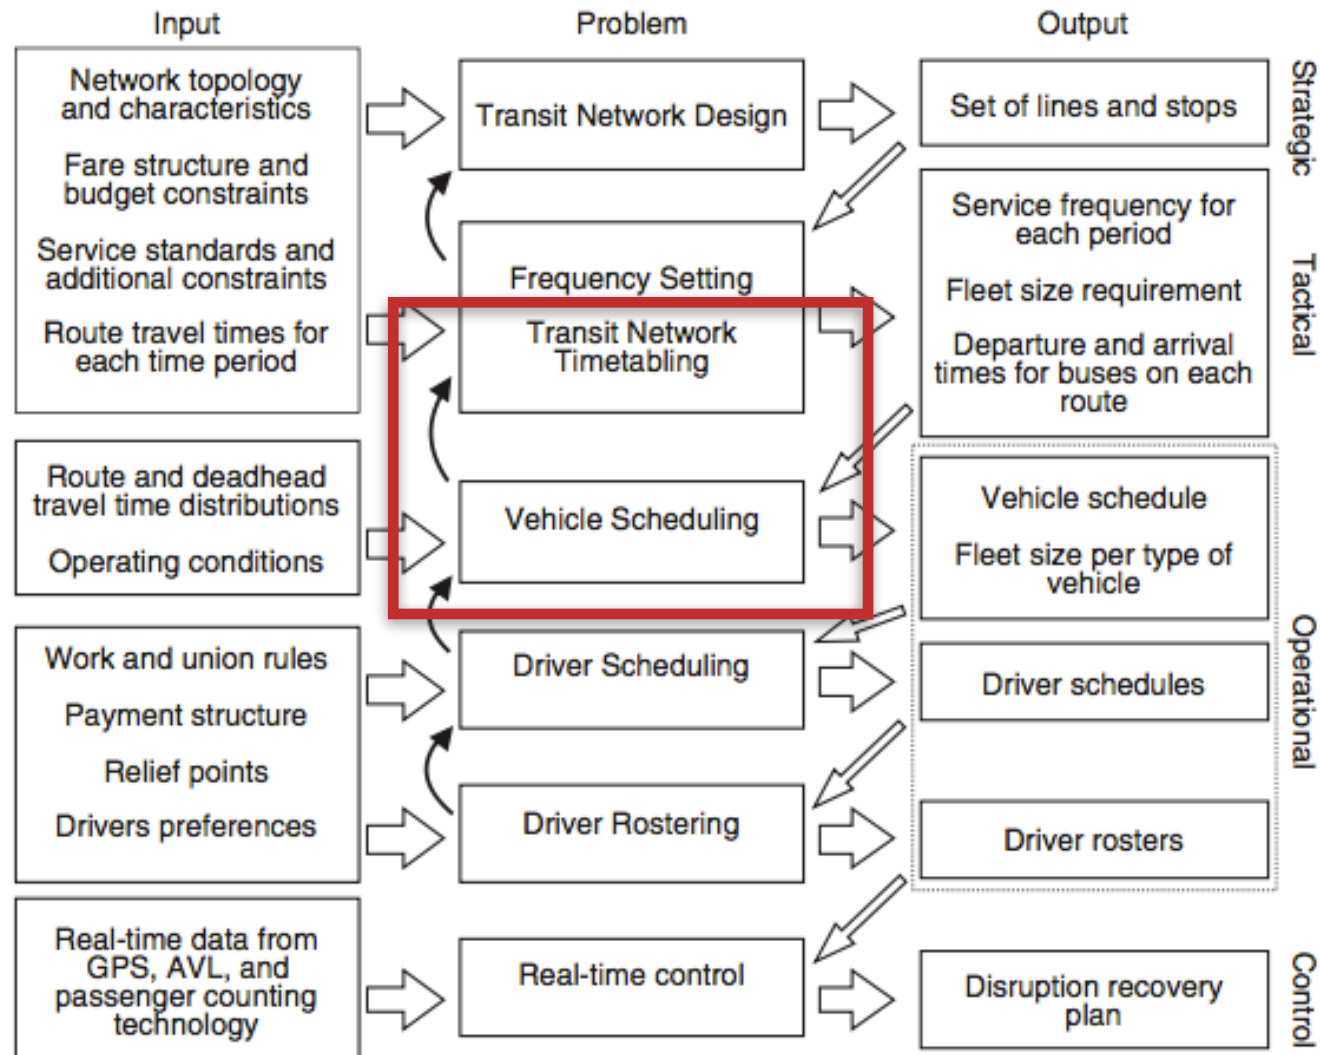 Input
Problem
Output
Network topology
and characteristics
Fare structure and
budget constraints
Service standards and
additional constraints
Route travel times for
each time period
Transit Network Design
Set of lines and stops
Strategic
Frequency Setting
Transit Network
Timetabling
Service frequency for
each period
Fleet size requirement
Departure and arrival
times for buses on each
route
Tactical
Route and deadhead
travel time distributions
Operating conditions
Vehicle Scheduling
Vehicle schedule
Fleet size per type of
vehicle
Work and union rules
Payment structure
Relief points
Drivers preferences
Driver Scheduling
Driver schedules
Operational
Driver Rostering
Driver rosters
Real-time data from
GPS, AVL, and
passenger counting
technology
Real-time control
Disruption recovery
plan
Control